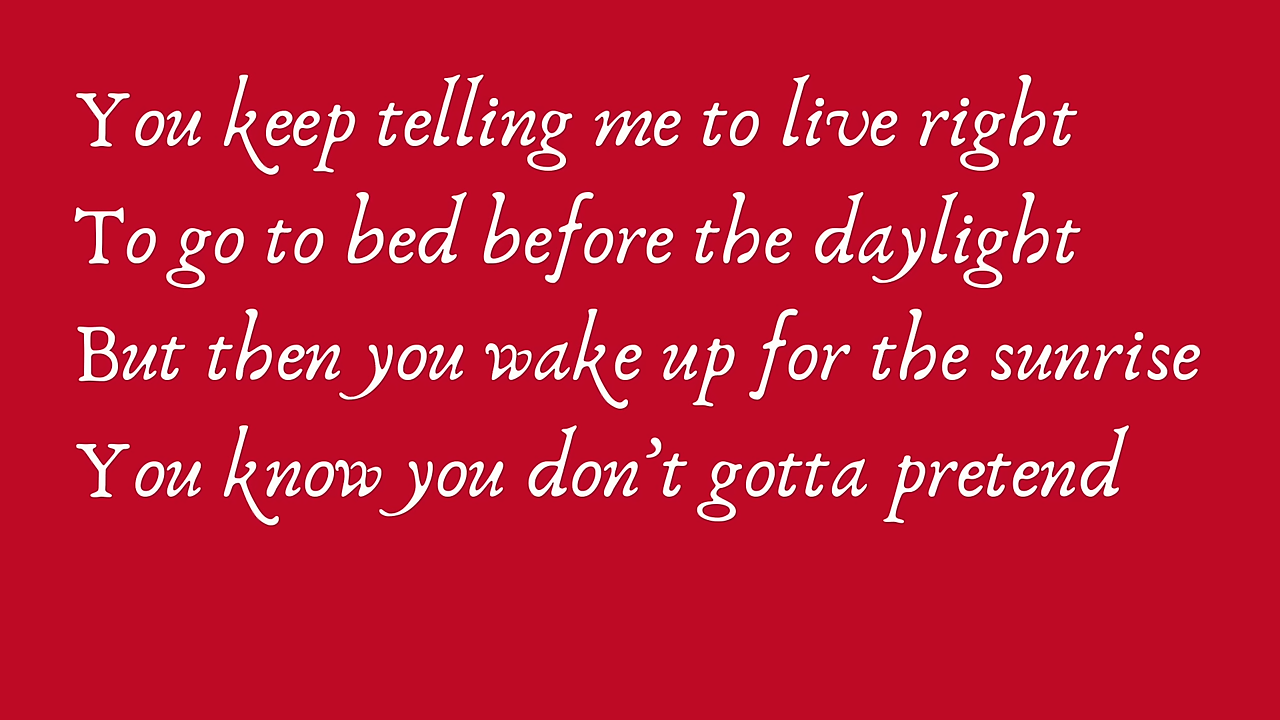 You keep telling me to live right
To go to bed before the daylight
But then you wake up for the sunrise
You know you don’t gotta pretend